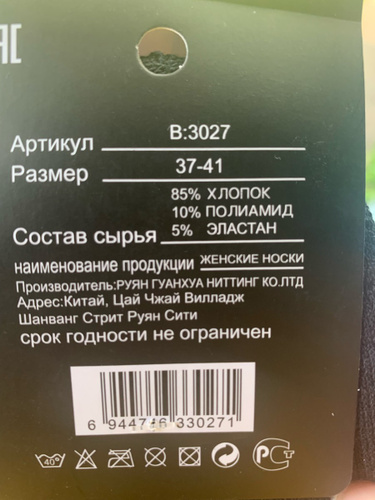 EAC
Артикул B:3027
Размер 37-41
85% ХЛОПОК
10% ПОЛИАМИД
Состав сырья 5% ЭЛАСТАН
наименование продукции ЖЕНСКИЕ НОСКИ
Производитель:РУЯН ГУАНХУА НИТТИНГ КО.ЛТД
Адрес:Китай, Цай Чжай Вилладж
Шанванг Стрит Руян Сити
срок годности не ограничен
6 944746 330271
40° РСТ